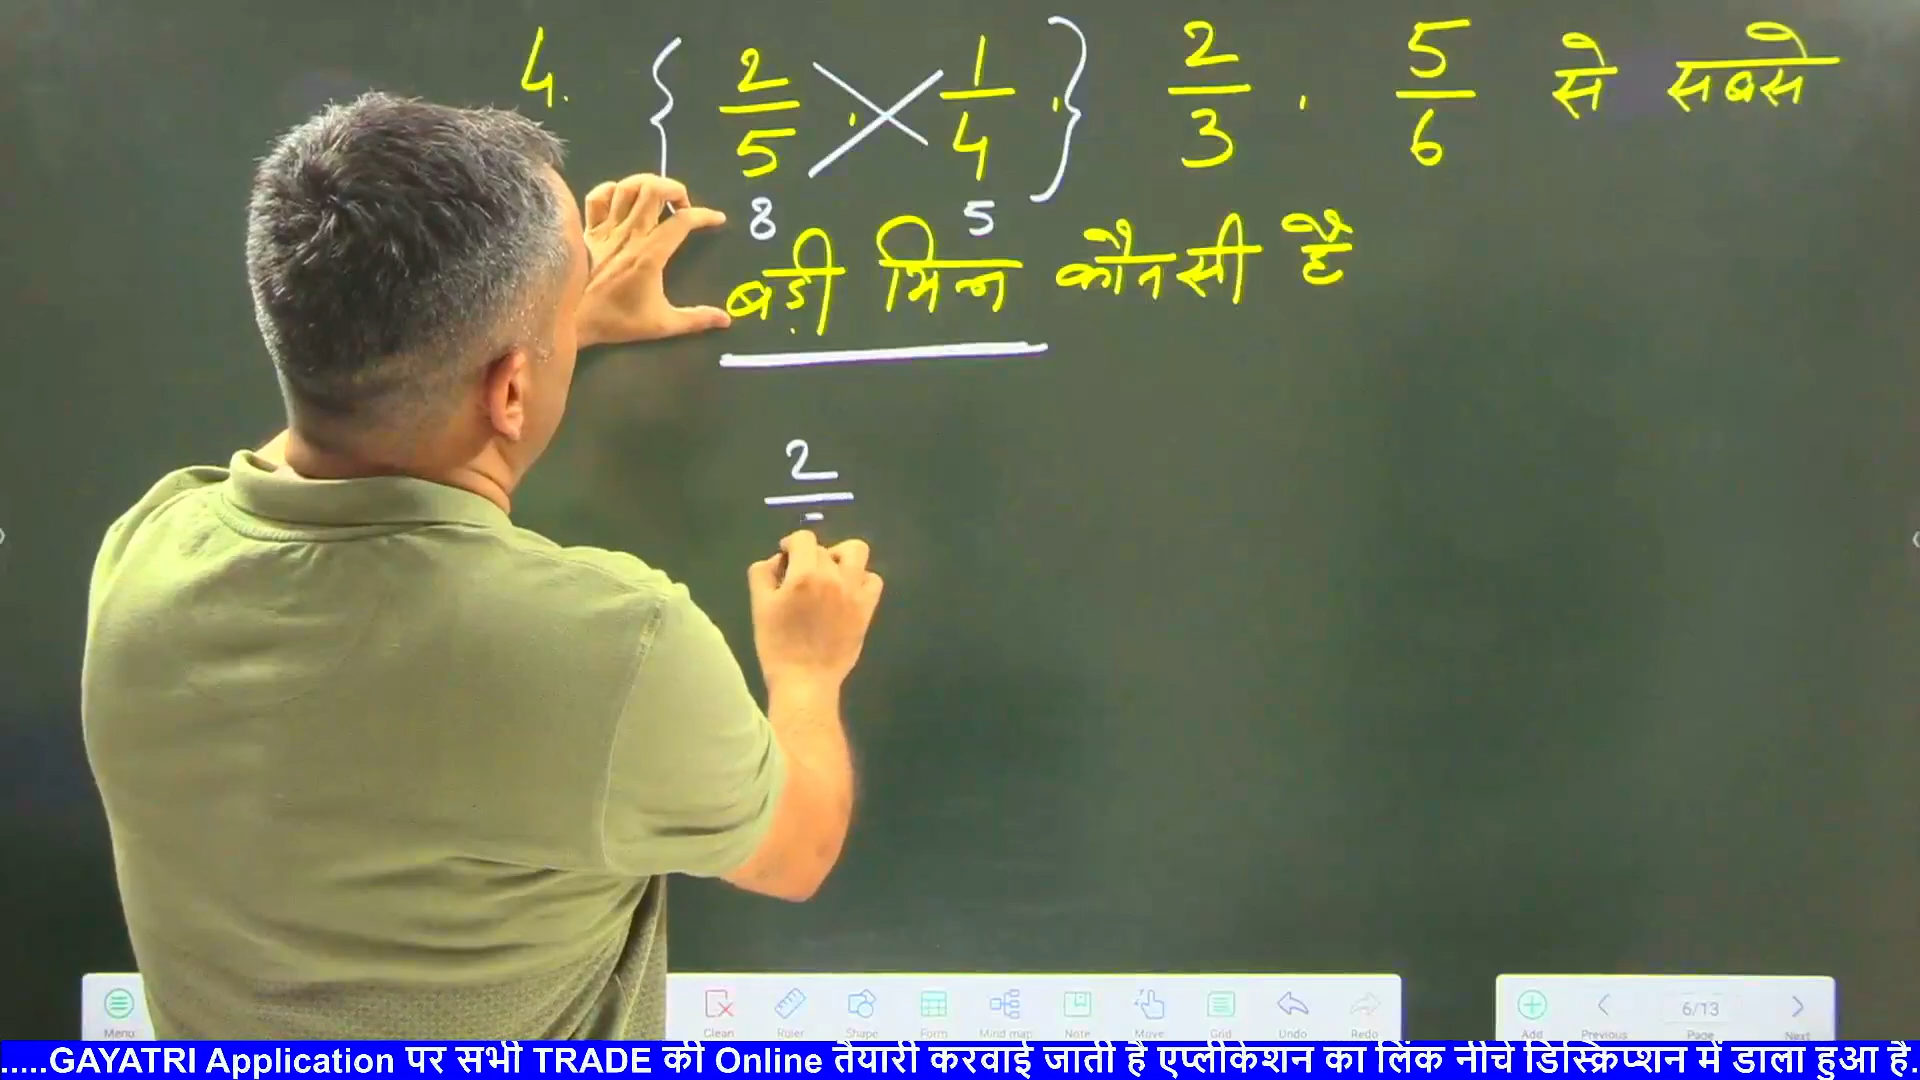 4. { 2/5 . 1/4 . } 2/3 . 5/6 से सबसे
8 5
बड़ी भिन्न कौनसी है
2
Menu Clean Ruler Shape Form Mind map Note Move Grid Undo Redo Add Previous 6/13 Page Next
.....GAYATRI Application पर सभी TRADE की Online तैयारी करवाई जाती है एप्लीकेशन का लिंक नीचे डिस्क्रिप्शन में डाला हुआ है.